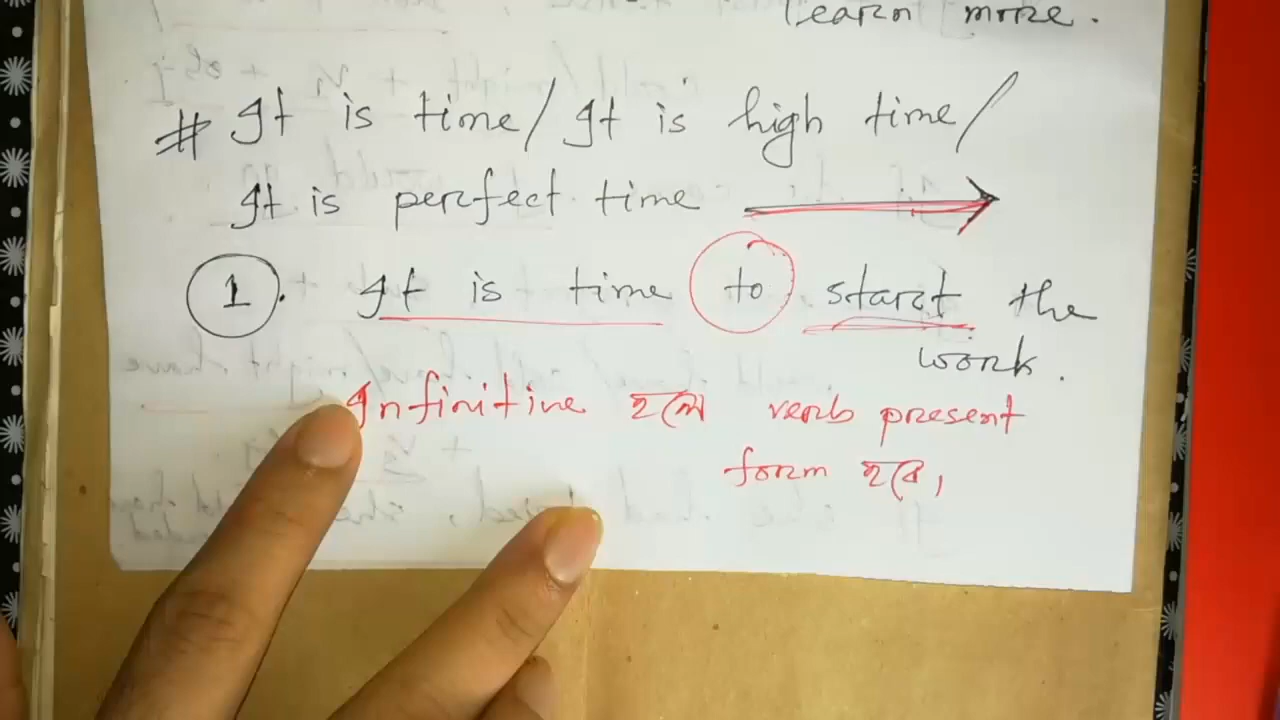 learn more.
# It is time/It is high time/
It is perfect time
1. It is time to start the
work.
Infinitive হলে verb present
form হবে,